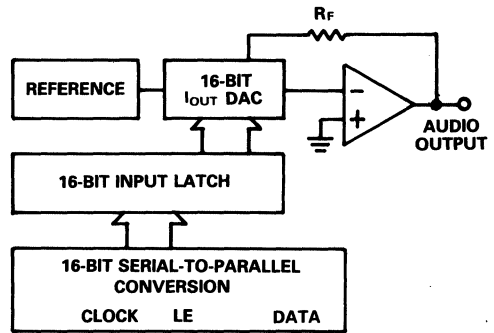 RF
REFERENCE
16-BIT
IOUT DAC
−
+
AUDIO
OUTPUT
16-BIT INPUT LATCH
16-BIT SERIAL-TO-PARALLEL
CONVERSION
CLOCK LE DATA